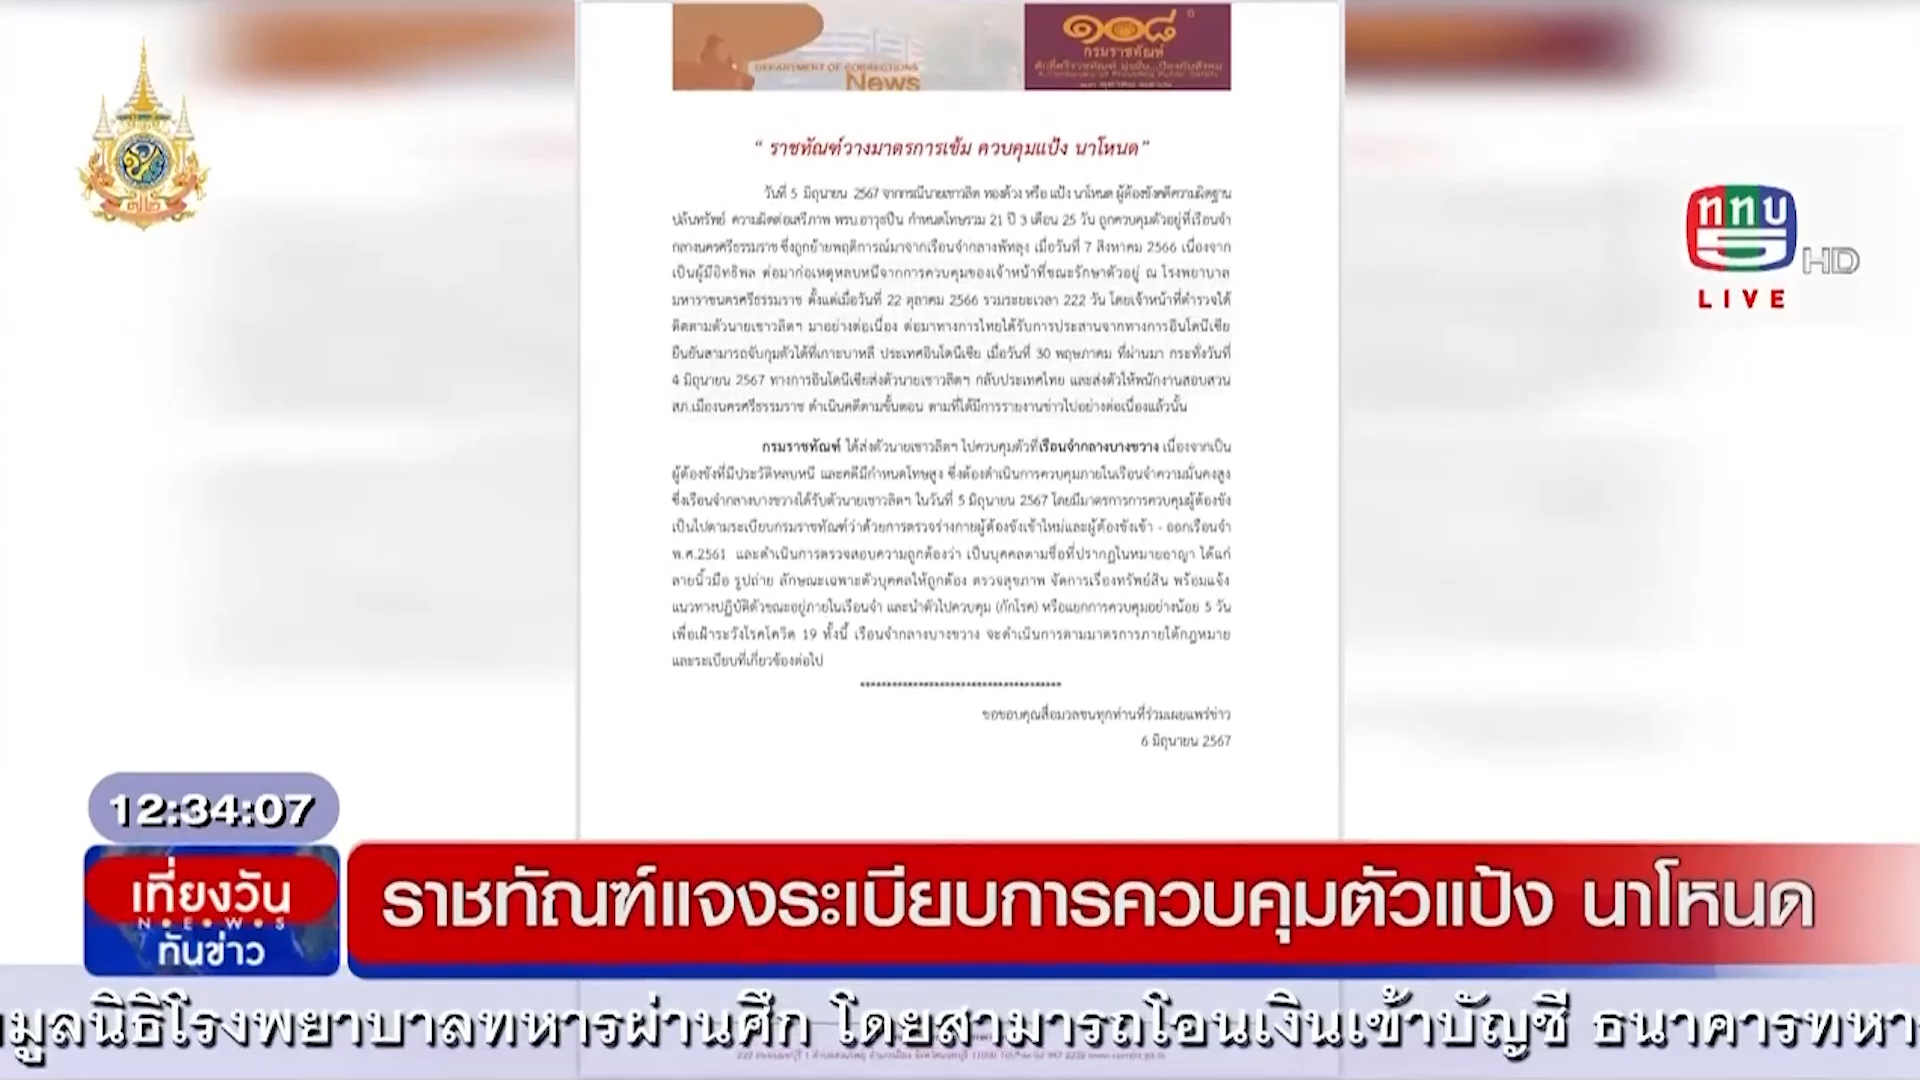 ๑๐๘
กรมราชทัณฑ์
DEPARTMENT OF CORRECTIONS
News
“ ราชทัณฑ์วางมาตรการเข้ม ควบคุมแป้ง นาโหนด”
วันที่ 5 มิถุนายน 2567 จากกรณีนายเชาวลิต ทองด้วง หรือ แป้ง นาโหนด ผู้ต้องขังคดีความผิดฐาน
ปล้นทรัพย์ ความผิดต่อเสรีภาพ พรบ.อาวุธปืน กำหนดโทษรวม 21 ปี 3 เดือน 25 วัน ถูกควบคุมตัวอยู่ที่เรือนจำ
กลางนครศรีธรรมราช ซึ่งถูกย้ายพฤติการณ์มาจากเรือนจำกลางพัทลุง เมื่อวันที่ 7 สิงหาคม 2566 เนื่องจาก
เป็นผู้มีอิทธิพล ต่อมาก่อเหตุหลบหนีจากการควบคุมของเจ้าหน้าที่ขณะรักษาตัวอยู่ ณ โรงพยาบาล
มหาราชนครศรีธรรมราช ตั้งแต่เมื่อวันที่ 22 ตุลาคม 2566 รวมระยะเวลา 222 วัน โดยเจ้าหน้าที่ตำรวจได้
ติดตามตัวนายเชาวลิตฯ มาอย่างต่อเนื่อง ต่อมาทางการไทยได้รับการประสานจากทางการอินโดนีเซีย
ยืนยันสามารถจับกุมตัวได้ที่เกาะบาหลี ประเทศอินโดนีเซีย เมื่อวันที่ 30 พฤษภาคม ที่ผ่านมา กระทั่งวันที่
4 มิถุนายน 2567 ทางการอินโดนีเซียส่งตัวนายเชาวลิตฯ กลับประเทศไทย และส่งตัวให้พนักงานสอบสวน
สภ.เมืองนครศรีธรรมราช ดำเนินคดีตามขั้นตอน ตามที่ได้มีการรายงานข่าวไปอย่างต่อเนื่องแล้วนั้น
กรมราชทัณฑ์ ได้ส่งตัวนายเชาวลิตฯ ไปควบคุมตัวที่เรือนจำกลางบางขวาง เนื่องจากเป็น
ผู้ต้องขังที่มีประวัติหลบหนี และคดีมีกำหนดโทษสูง ซึ่งต้องดำเนินการควบคุมภายในเรือนจำความมั่นคงสูง
ซึ่งเรือนจำกลางบางขวางได้รับตัวนายเชาวลิตฯ ในวันที่ 5 มิถุนายน 2567 โดยมีมาตรการการควบคุมผู้ต้องขัง
เป็นไปตามระเบียบกรมราชทัณฑ์ว่าด้วยการตรวจร่างกายผู้ต้องขังเข้าใหม่และผู้ต้องขังเข้า - ออกเรือนจำ
พ.ศ.2561 และดำเนินการตรวจสอบความถูกต้องว่า เป็นบุคคลตามชื่อที่ปรากฏในหมายอาญา ได้แก่
ลายนิ้วมือ รูปถ่าย ลักษณะเฉพาะตัวบุคคลให้ถูกต้อง ตรวจสุขภาพ จัดการเรื่องทรัพย์สิน พร้อมแจ้ง
แนวทางปฏิบัติตัวขณะอยู่ภายในเรือนจำ และนำตัวไปควบคุม (กักโรค) หรือแยกการควบคุมอย่างน้อย 5 วัน
เพื่อเฝ้าระวังโรคโควิด 19 ทั้งนี้ เรือนจำกลางบางขวาง จะดำเนินการตามมาตรการภายใต้กฎหมาย
และระเบียบที่เกี่ยวข้องต่อไป
ขอขอบคุณสื่อมวลชนทุกท่านที่ร่วมเผยแพร่ข่าว
6 มิถุนายน 2567
๗๒
ททบ
5
HD
LIVE
12:34:07
เที่ยงวัน
N•E•W•S
ทันข่าว
ราชทัณฑ์แจงระเบียบการควบคุมตัวแป้ง นาโหนด
มูลนิธิโรงพยาบาลทหารผ่านศึก โดยสามารถโอนเงินเข้าบัญชี ธนาคารทหา